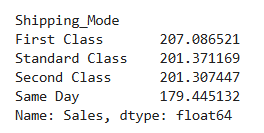 Shipping_Mode
First Class 207.086521
Standard Class 201.371169
Second Class 201.307447
Same Day 179.445132
Name: Sales, dtype: float64